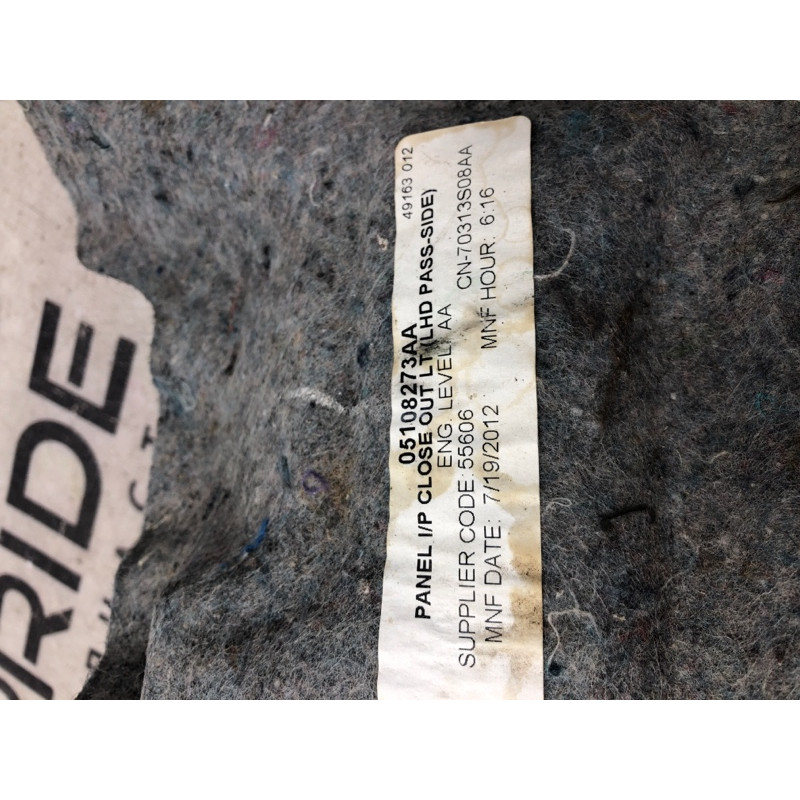 49163 012
05108273AA
PANEL I/P CLOSE OUT LT (LHD PASS-SIDE)
ENG. LEVEL: AA CN-70313S08AA
SUPPLIER CODE: 55606
MNF DATE: 7/19/2012 MNF HOUR: 6:16
RIDE